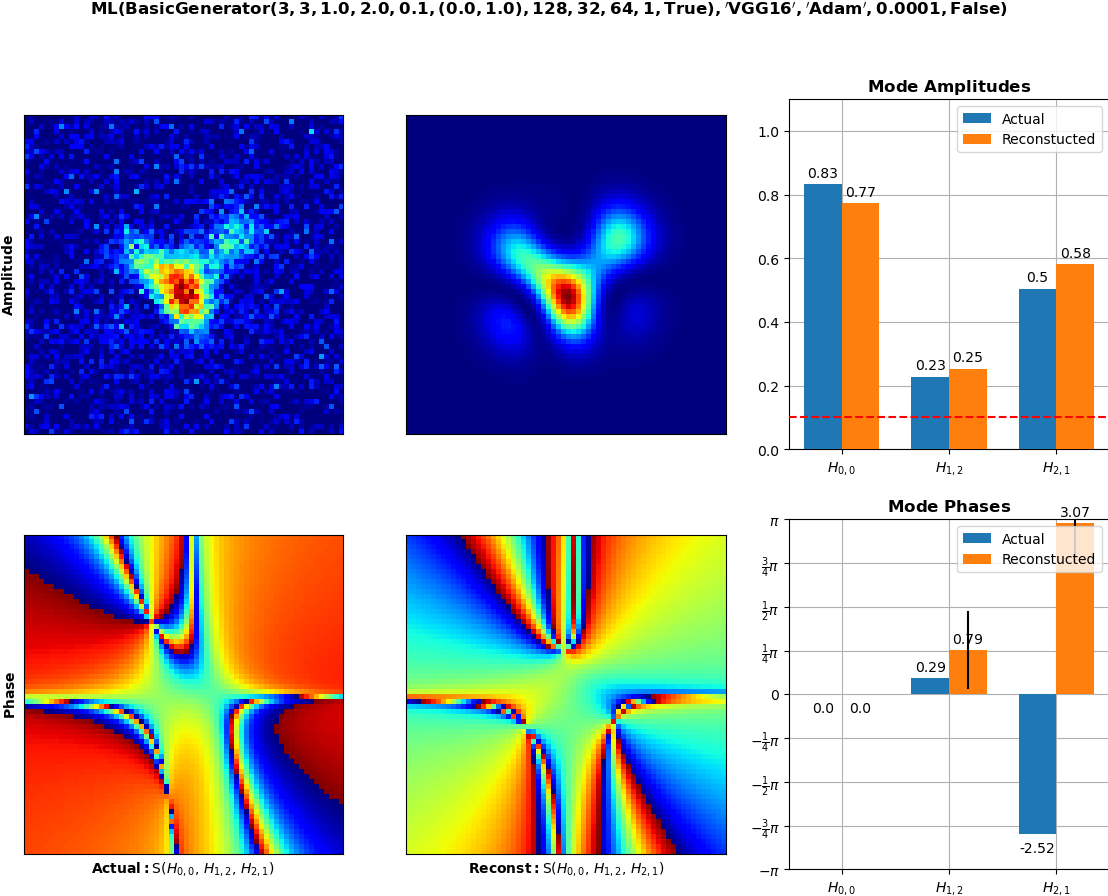 ML(BasicGenerator(3, 3, 1.0, 2.0, 0.1, (0.0, 1.0), 128, 32, 64, 1, True), ′VGG16′, ′Adam′, 0.0001, False)
Amplitude
Mode Amplitudes
Actual
Reconstucted
1.0
0.8
0.6
0.4
0.2
0.0
0.83
0.77
0.23
0.25
0.5
0.58
H0,0
H1,2
H2,1
Phase
Actual: S(H0,0, H1,2, H2,1)
Reconst: S(H0,0, H1,2, H2,1)
Mode Phases
Actual
Reconstucted
π
3/4π
1/2π
1/4π
0
−1/4π
−1/2π
−3/4π
−π
0.0
0.0
0.29
0.79
-2.52
3.07
H0,0
H1,2
H2,1